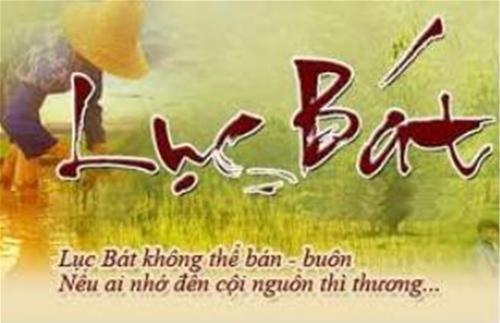 Lục Bát
Lục Bát không thể bán - buôn
Nếu ai nhớ đến cội nguồn thì thương...